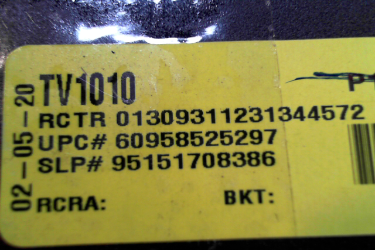 02-05-20
TV1010
RCTR 01309311231344572
UPC# 60958525297
SLP# 95151708386
RCRA: BKT: